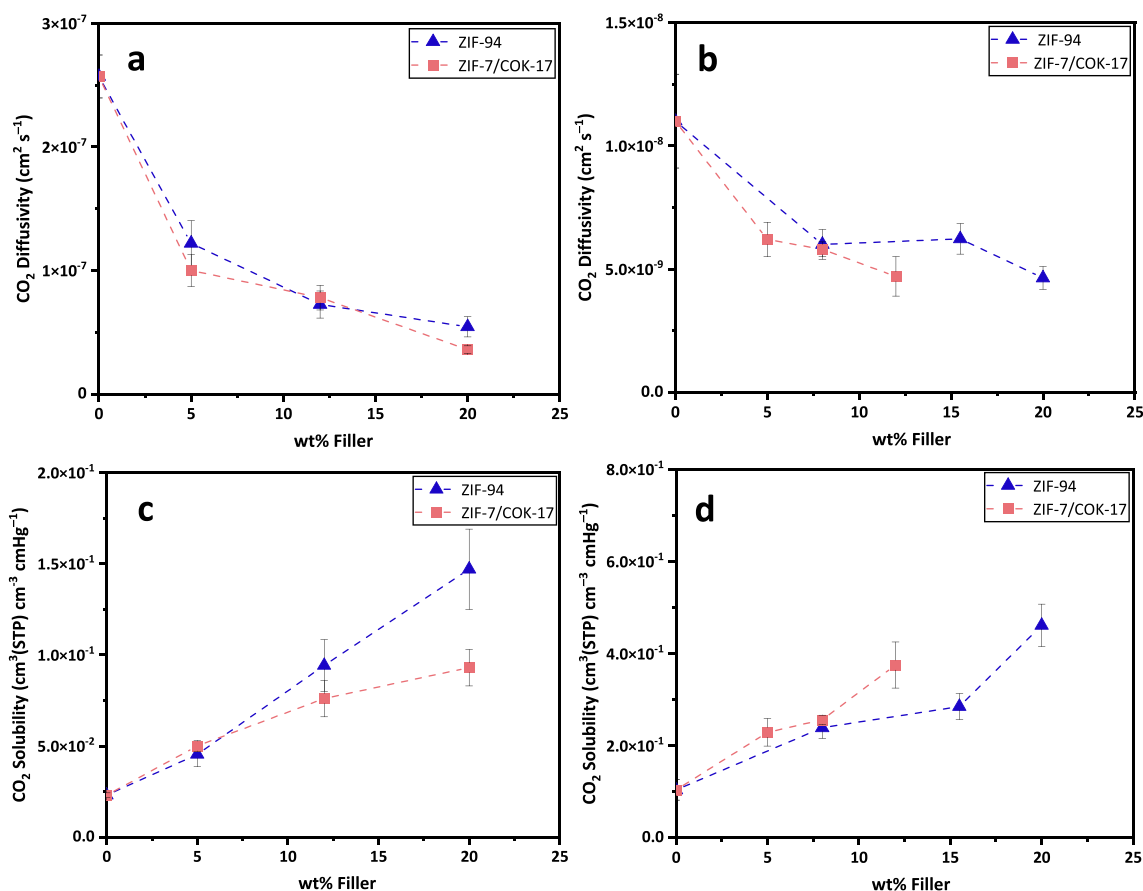 a
3×10⁻⁷
2×10⁻⁷
1×10⁻⁷
0
CO₂ Diffusivity (cm² s⁻¹)
ZIF-94
ZIF-7/COK-17
0 5 10 15 20 25
wt% Filler
b
1.5×10⁻⁸
1.0×10⁻⁸
5.0×10⁻⁹
0.0
CO₂ Diffusivity (cm² s⁻¹)
ZIF-94
ZIF-7/COK-17
0 5 10 15 20 25
wt% Filler
c
2.0×10⁻¹
1.5×10⁻¹
1.0×10⁻¹
5.0×10⁻²
0.0
CO₂ Solubility (cm³(STP) cm⁻³ cmHg⁻¹)
ZIF-94
ZIF-7/COK-17
0 5 10 15 20 25
wt% Filler
d
8.0×10⁻¹
6.0×10⁻¹
4.0×10⁻¹
2.0×10⁻¹
0.0
CO₂ Solubility (cm³(STP) cm⁻³ cmHg⁻¹)
ZIF-94
ZIF-7/COK-17
0 5 10 15 20 25
wt% Filler